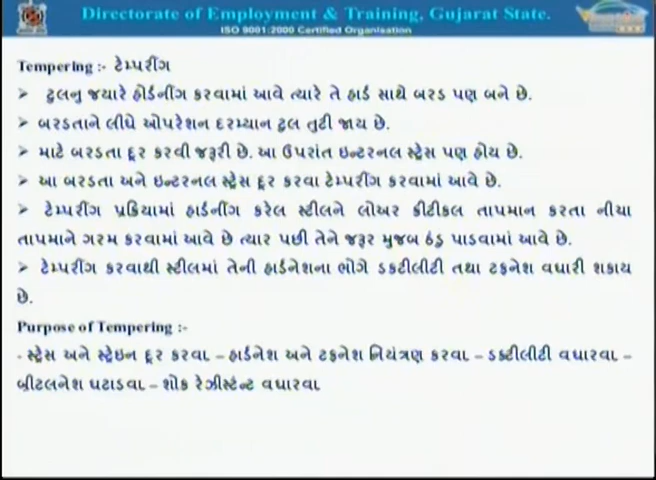 Directorate of Employment & Training, Gujarat State.
ISO 9001:2000 Certified Organisation
Tempering :- ટેમ્પરીંગ
➤ ટુલનુ જયારે હોર્ડનીંગ કરવામાં આવે ત્યારે તે હાર્ડ સાથે બરડ પણ બને છે.
➤ બરડતાને લીધે ઓપરેશન દરમ્યાન ટુલ તુટી જાય છે.
➤ માટે બરડતા દૂર કરવી જરૂરી છે. આ ઉપરાંત ઇન્ટરનલ સ્ટ્રેસ પણ હોય છે.
➤ આ બરડતા અને ઇન્ટરનલ સ્ટ્રેસ દૂર કરવા ટેમ્પરીંગ કરવામાં આવે છે.
➤ ટેમ્પરીંગ પ્રક્રિયામાં હાર્ડનીંગ કરેલ સ્ટીલને લોઅર ક્રીટીકલ તાપમાન કરતા નીચા
તાપમાને ગરમ કરવામાં આવે છે ત્યાર પછી તેને જરૂર મુજબ ઠંડુ પાડવામાં આવે છે.
➤ ટેમ્પરીંગ કરવાથી સ્ટીલમાં તેની હાર્ડનેશના ભોગે ડકટીલીટી તથા ટફનેશ વધારી શકાય
છે.
Purpose of Tempering :-
- સ્ટ્રેસ અને સ્ટ્રેઇન દૂર કરવા – હાર્ડનેશ અને ટફનેશ નિયંત્રણ કરવા – ડક્ટીલીટી વધારવા –
બ્રીટલનેશ ઘટાડવા – શોક રેઝીસ્ટંન્ટ વધારવા